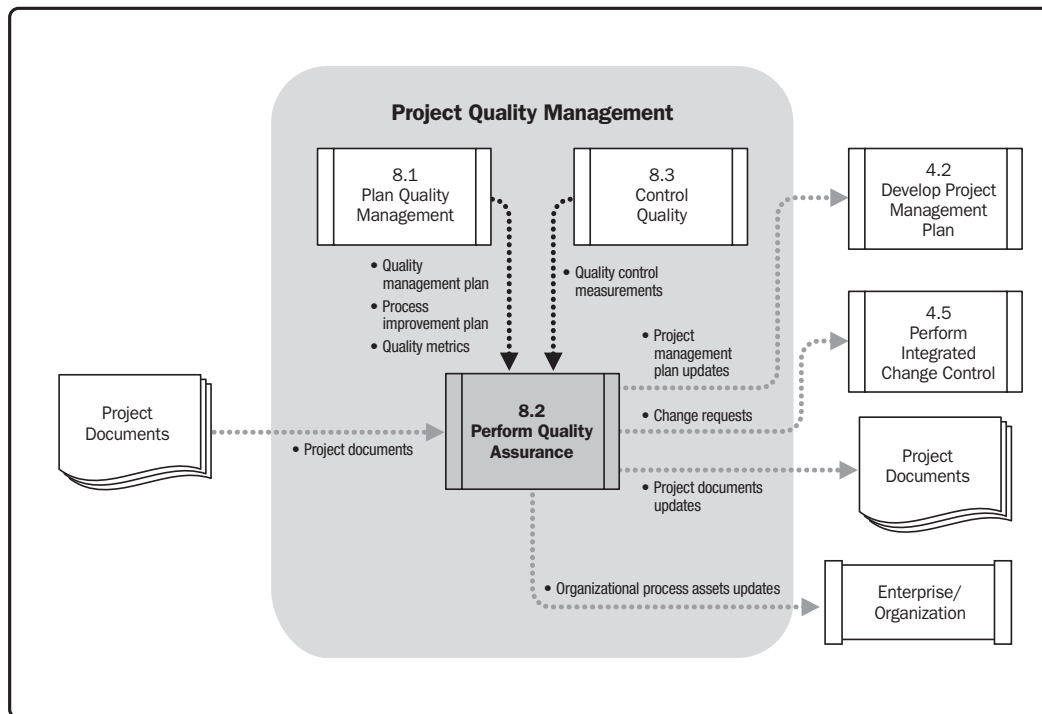 Project Quality Management
8.1
Plan Quality
Management
8.3
Control
Quality
4.2
Develop Project
Management
Plan
• Quality
management plan
• Process
improvement plan
• Quality metrics
• Quality control
measurements
4.5
Perform
Integrated
Change Control
• Project
management
plan updates
• Change requests
Project
Documents
• Project documents
8.2
Perform Quality
Assurance
• Project documents
updates
Project
Documents
• Organizational process assets updates
Enterprise/
Organization